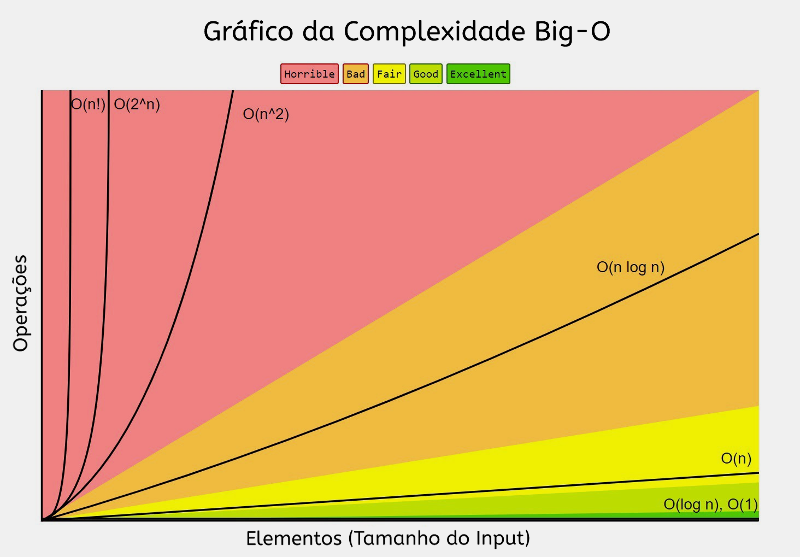 Gráfico da Complexidade Big-O
Horrible Bad Fair Good Excellent
O(n!) O(2^n)
O(n^2)
O(n log n)
O(n)
O(log n), O(1)
Operações
Elementos (Tamanho do Input)